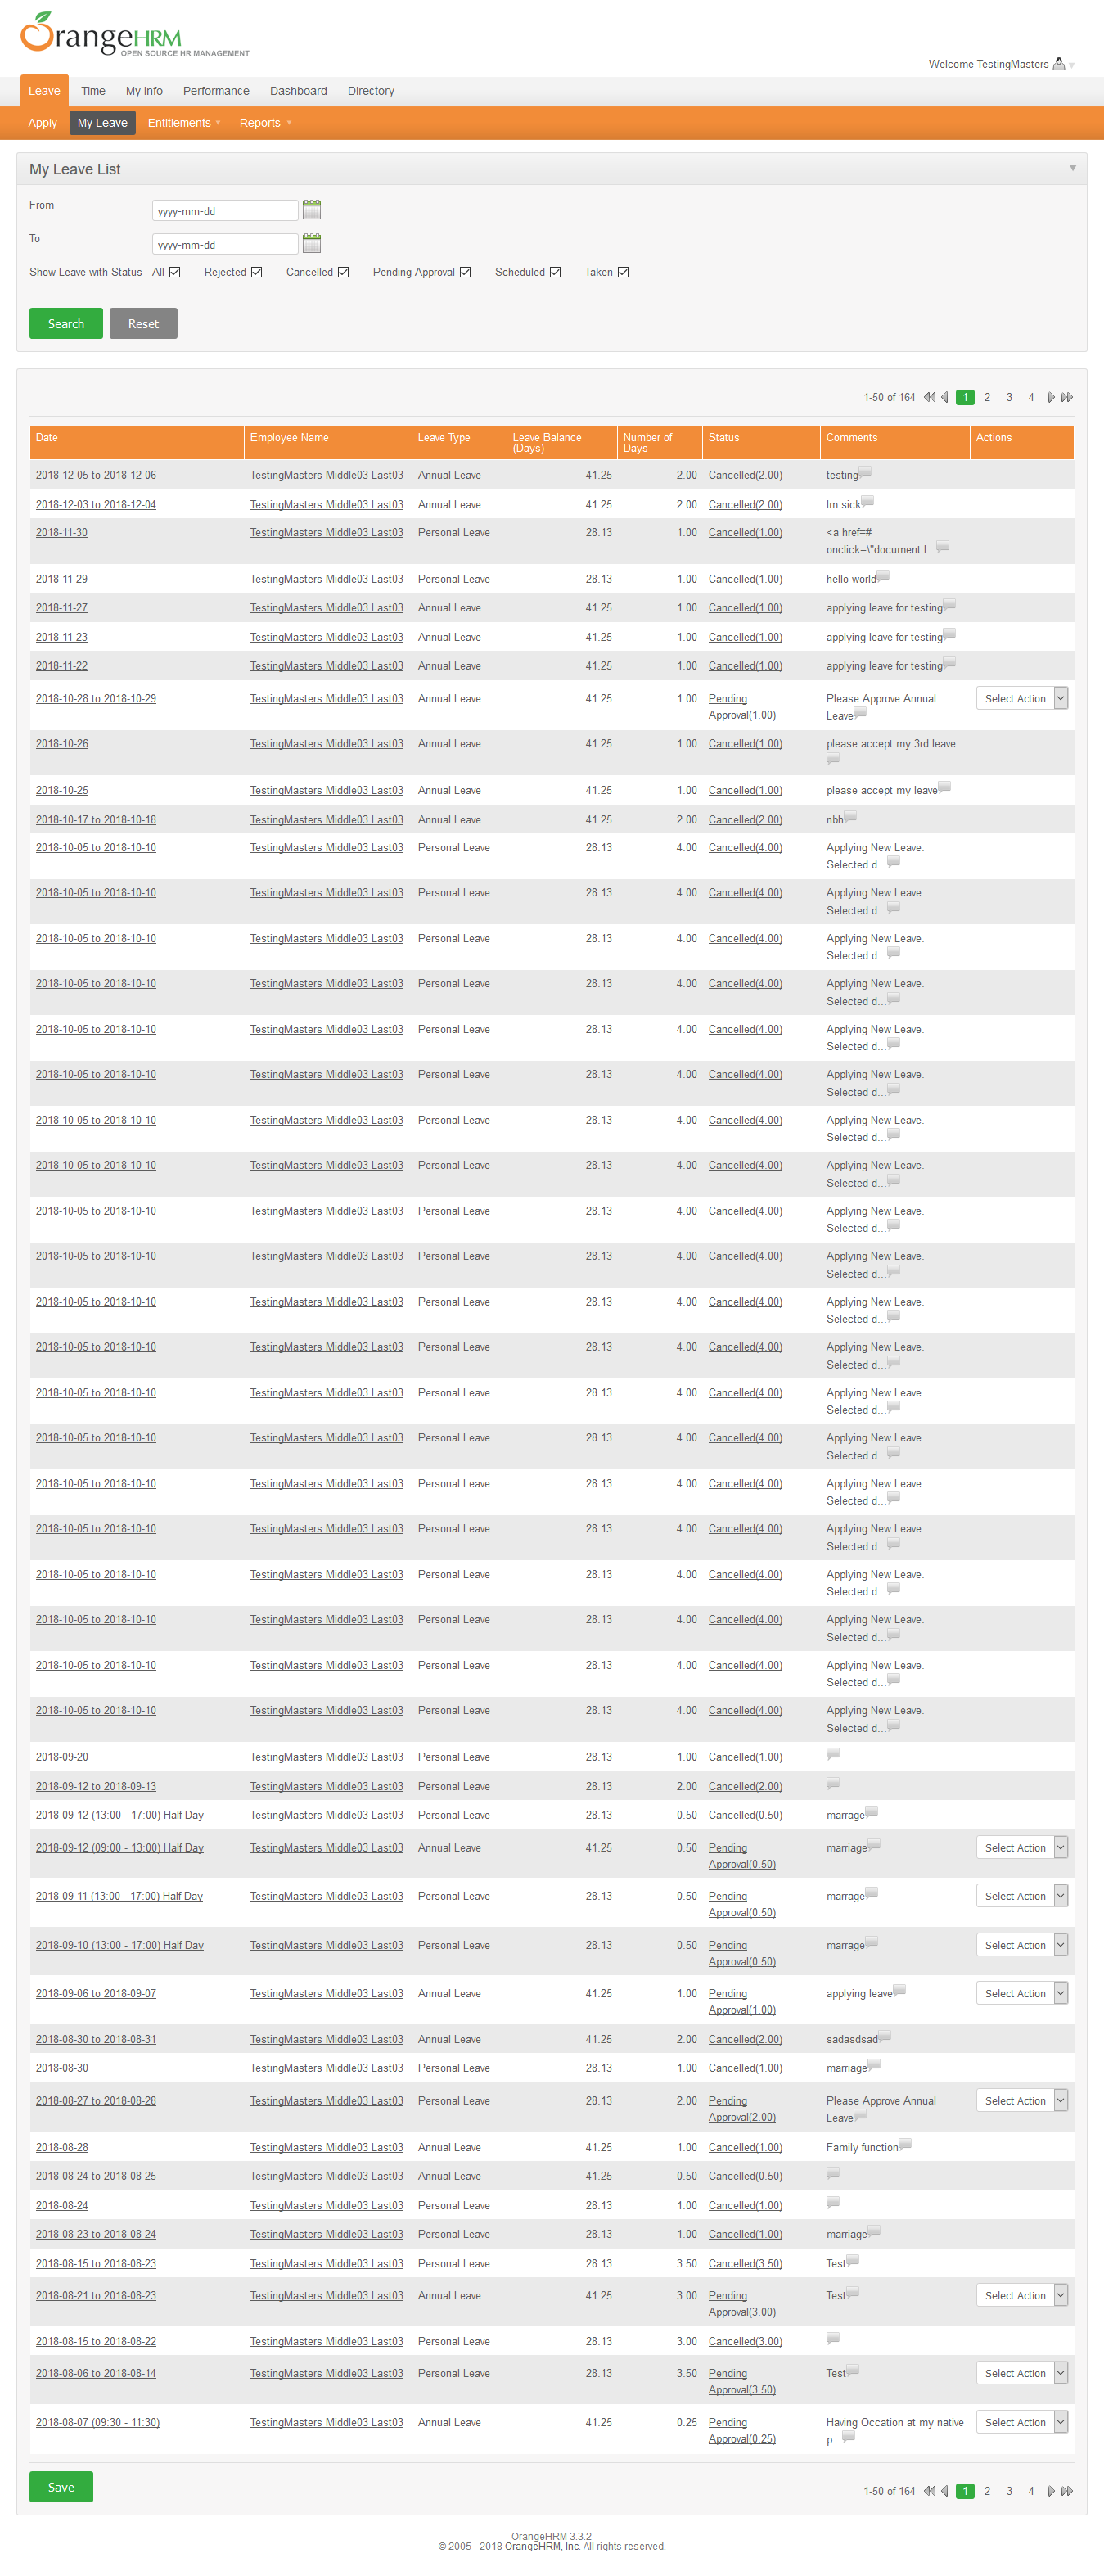 OrangeHRM
OPEN SOURCE HR MANAGEMENT
Welcome TestingMasters
Leave Time My Info Performance Dashboard Directory
Apply My Leave Entitlements Reports
My Leave List
From yyyy-mm-dd
To yyyy-mm-dd
Show Leave with Status All Rejected Cancelled Pending Approval Scheduled Taken
Search Reset
1-50 of 164 1 2 3 4
Date Employee Name Leave Type Leave Balance (Days) Number of Days Status Comments Actions
2018-12-05 to 2018-12-06 TestingMasters Middle03 Last03 Annual Leave 41.25 2.00 Cancelled(2.00) testing
2018-12-03 to 2018-12-04 TestingMasters Middle03 Last03 Annual Leave 41.25 2.00 Cancelled(2.00) Im sick
2018-11-30 TestingMasters Middle03 Last03 Personal Leave 28.13 1.00 Cancelled(1.00) <a href=#
onclick=\"document.l...
2018-11-29 TestingMasters Middle03 Last03 Personal Leave 28.13 1.00 Cancelled(1.00) hello world
2018-11-27 TestingMasters Middle03 Last03 Annual Leave 41.25 1.00 Cancelled(1.00) applying leave for testing
2018-11-23 TestingMasters Middle03 Last03 Annual Leave 41.25 1.00 Cancelled(1.00) applying leave for testing
2018-11-22 TestingMasters Middle03 Last03 Annual Leave 41.25 1.00 Cancelled(1.00) applying leave for testing
2018-10-28 to 2018-10-29 TestingMasters Middle03 Last03 Annual Leave 41.25 1.00 Pending Please Approve Annual Select Action
Approval(1.00) Leave
2018-10-26 TestingMasters Middle03 Last03 Annual Leave 41.25 1.00 Cancelled(1.00) please accept my 3rd leave
2018-10-25 TestingMasters Middle03 Last03 Annual Leave 41.25 1.00 Cancelled(1.00) please accept my leave
2018-10-17 to 2018-10-18 TestingMasters Middle03 Last03 Annual Leave 41.25 2.00 Cancelled(2.00) nbh
2018-10-05 to 2018-10-10 TestingMasters Middle03 Last03 Personal Leave 28.13 4.00 Cancelled(4.00) Applying New Leave.
Selected d...
2018-10-05 to 2018-10-10 TestingMasters Middle03 Last03 Personal Leave 28.13 4.00 Cancelled(4.00) Applying New Leave.
Selected d...
2018-10-05 to 2018-10-10 TestingMasters Middle03 Last03 Personal Leave 28.13 4.00 Cancelled(4.00) Applying New Leave.
Selected d...
2018-10-05 to 2018-10-10 TestingMasters Middle03 Last03 Personal Leave 28.13 4.00 Cancelled(4.00) Applying New Leave.
Selected d...
2018-10-05 to 2018-10-10 TestingMasters Middle03 Last03 Personal Leave 28.13 4.00 Cancelled(4.00) Applying New Leave.
Selected d...
2018-10-05 to 2018-10-10 TestingMasters Middle03 Last03 Personal Leave 28.13 4.00 Cancelled(4.00) Applying New Leave.
Selected d...
2018-10-05 to 2018-10-10 TestingMasters Middle03 Last03 Personal Leave 28.13 4.00 Cancelled(4.00) Applying New Leave.
Selected d...
2018-10-05 to 2018-10-10 TestingMasters Middle03 Last03 Personal Leave 28.13 4.00 Cancelled(4.00) Applying New Leave.
Selected d...
2018-10-05 to 2018-10-10 TestingMasters Middle03 Last03 Personal Leave 28.13 4.00 Cancelled(4.00) Applying New Leave.
Selected d...
2018-10-05 to 2018-10-10 TestingMasters Middle03 Last03 Personal Leave 28.13 4.00 Cancelled(4.00) Applying New Leave.
Selected d...
2018-10-05 to 2018-10-10 TestingMasters Middle03 Last03 Personal Leave 28.13 4.00 Cancelled(4.00) Applying New Leave.
Selected d...
2018-10-05 to 2018-10-10 TestingMasters Middle03 Last03 Personal Leave 28.13 4.00 Cancelled(4.00) Applying New Leave.
Selected d...
2018-10-05 to 2018-10-10 TestingMasters Middle03 Last03 Personal Leave 28.13 4.00 Cancelled(4.00) Applying New Leave.
Selected d...
2018-10-05 to 2018-10-10 TestingMasters Middle03 Last03 Personal Leave 28.13 4.00 Cancelled(4.00) Applying New Leave.
Selected d...
2018-10-05 to 2018-10-10 TestingMasters Middle03 Last03 Personal Leave 28.13 4.00 Cancelled(4.00) Applying New Leave.
Selected d...
2018-10-05 to 2018-10-10 TestingMasters Middle03 Last03 Personal Leave 28.13 4.00 Cancelled(4.00) Applying New Leave.
Selected d...
2018-10-05 to 2018-10-10 TestingMasters Middle03 Last03 Personal Leave 28.13 4.00 Cancelled(4.00) Applying New Leave.
Selected d...
2018-10-05 to 2018-10-10 TestingMasters Middle03 Last03 Personal Leave 28.13 4.00 Cancelled(4.00) Applying New Leave.
Selected d...
2018-10-05 to 2018-10-10 TestingMasters Middle03 Last03 Personal Leave 28.13 4.00 Cancelled(4.00) Applying New Leave.
Selected d...
2018-10-05 to 2018-10-10 TestingMasters Middle03 Last03 Personal Leave 28.13 4.00 Cancelled(4.00) Applying New Leave.
Selected d...
2018-09-20 TestingMasters Middle03 Last03 Personal Leave 28.13 1.00 Cancelled(1.00)
2018-09-12 to 2018-09-13 TestingMasters Middle03 Last03 Personal Leave 28.13 2.00 Cancelled(2.00)
2018-09-12 (13:00 - 17:00) Half Day TestingMasters Middle03 Last03 Personal Leave 28.13 0.50 Cancelled(0.50) marrage
2018-09-12 (09:00 - 13:00) Half Day TestingMasters Middle03 Last03 Annual Leave 41.25 0.50 Pending marriage Select Action
Approval(0.50)
2018-09-11 (13:00 - 17:00) Half Day TestingMasters Middle03 Last03 Personal Leave 28.13 0.50 Pending marrage Select Action
Approval(0.50)
2018-09-10 (13:00 - 17:00) Half Day TestingMasters Middle03 Last03 Personal Leave 28.13 0.50 Pending marrage Select Action
Approval(0.50)
2018-09-06 to 2018-09-07 TestingMasters Middle03 Last03 Annual Leave 41.25 1.00 Pending applying leave Select Action
Approval(1.00)
2018-08-30 to 2018-08-31 TestingMasters Middle03 Last03 Annual Leave 41.25 2.00 Cancelled(2.00) sadasdsad
2018-08-30 TestingMasters Middle03 Last03 Personal Leave 28.13 1.00 Cancelled(1.00) marriage
2018-08-27 to 2018-08-28 TestingMasters Middle03 Last03 Personal Leave 28.13 2.00 Pending Please Approve Annual Select Action
Approval(2.00) Leave
2018-08-28 TestingMasters Middle03 Last03 Annual Leave 41.25 1.00 Cancelled(1.00) Family function
2018-08-24 to 2018-08-25 TestingMasters Middle03 Last03 Annual Leave 41.25 0.50 Cancelled(0.50)
2018-08-24 TestingMasters Middle03 Last03 Personal Leave 28.13 1.00 Cancelled(1.00)
2018-08-23 to 2018-08-24 TestingMasters Middle03 Last03 Personal Leave 28.13 1.00 Cancelled(1.00) marriage
2018-08-15 to 2018-08-23 TestingMasters Middle03 Last03 Personal Leave 28.13 3.50 Cancelled(3.50) Test
2018-08-21 to 2018-08-23 TestingMasters Middle03 Last03 Annual Leave 41.25 3.00 Pending Test Select Action
Approval(3.00)
2018-08-15 to 2018-08-22 TestingMasters Middle03 Last03 Personal Leave 28.13 3.00 Cancelled(3.00)
2018-08-06 to 2018-08-14 TestingMasters Middle03 Last03 Personal Leave 28.13 3.50 Pending Test Select Action
Approval(3.50)
2018-08-07 (09:30 - 11:30) TestingMasters Middle03 Last03 Annual Leave 41.25 0.25 Pending Having Occation at my native Select Action
Approval(0.25) p...
Save
1-50 of 164 1 2 3 4
OrangeHRM 3.3.2
© 2005 - 2018 OrangeHRM, Inc. All rights reserved.